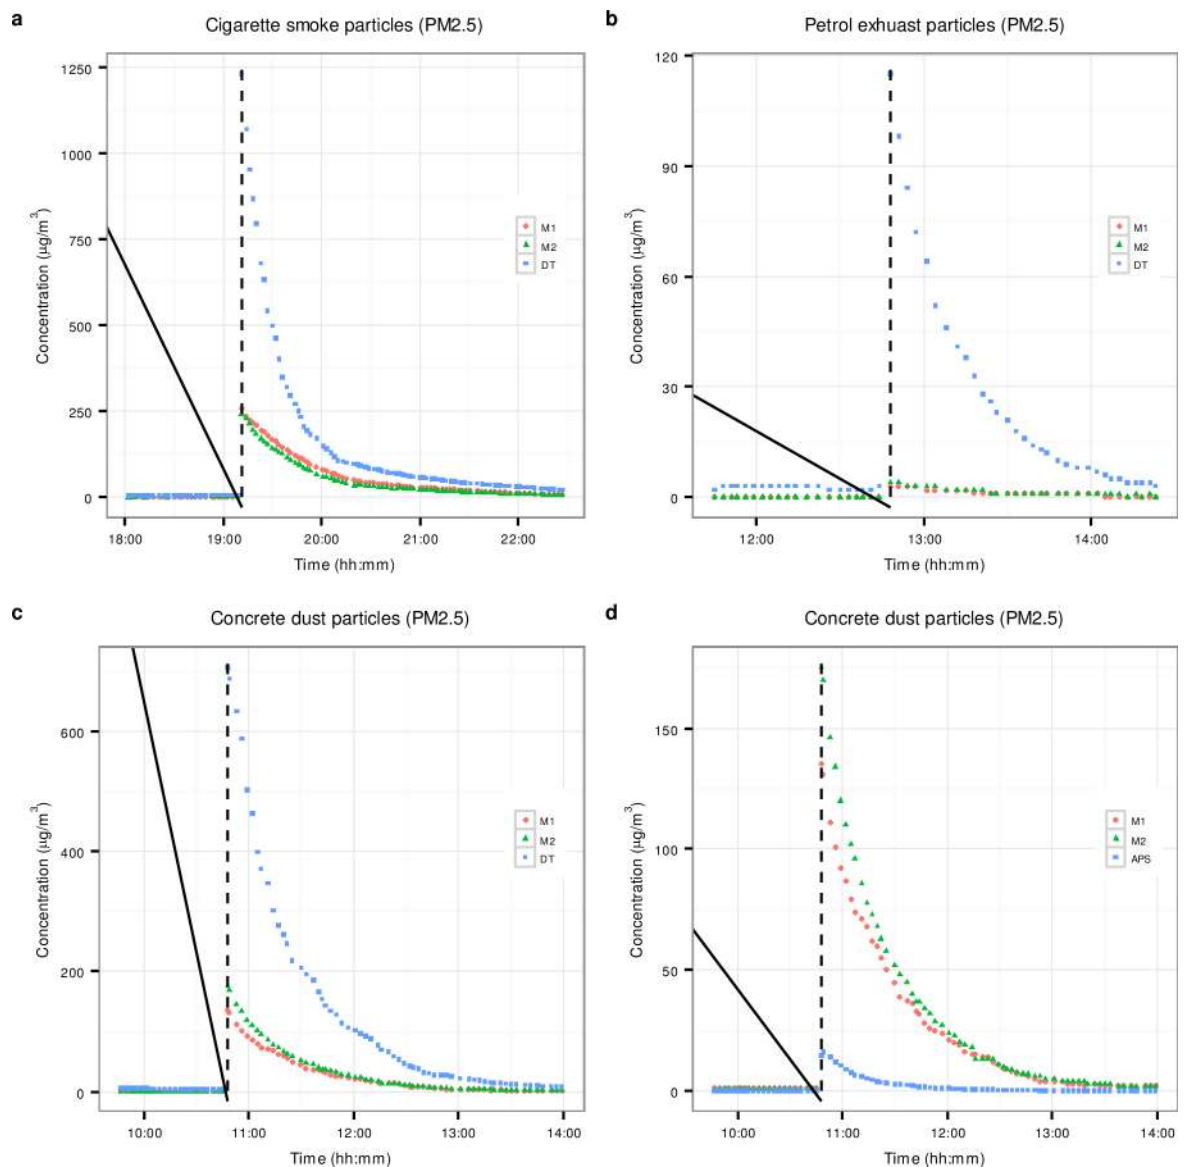 a
Cigarette smoke particles (PM2.5)
1250
1000
750
500
250
0
Concentration (µg/m³)
M1
M2
DT
18:00 19:00 20:00 21:00 22:00
Time (hh:mm)
b
Petrol exhuast particles (PM2.5)
120
90
60
30
0
Concentration (µg/m³)
M1
M2
DT
12:00 13:00 14:00
Time (hh:mm)
c
Concrete dust particles (PM2.5)
600
400
200
0
Concentration (µg/m³)
M1
M2
DT
10:00 11:00 12:00 13:00 14:00
Time (hh:mm)
d
Concrete dust particles (PM2.5)
150
100
50
0
Concentration (µg/m³)
M1
M2
APS
10:00 11:00 12:00 13:00 14:00
Time (hh:mm)